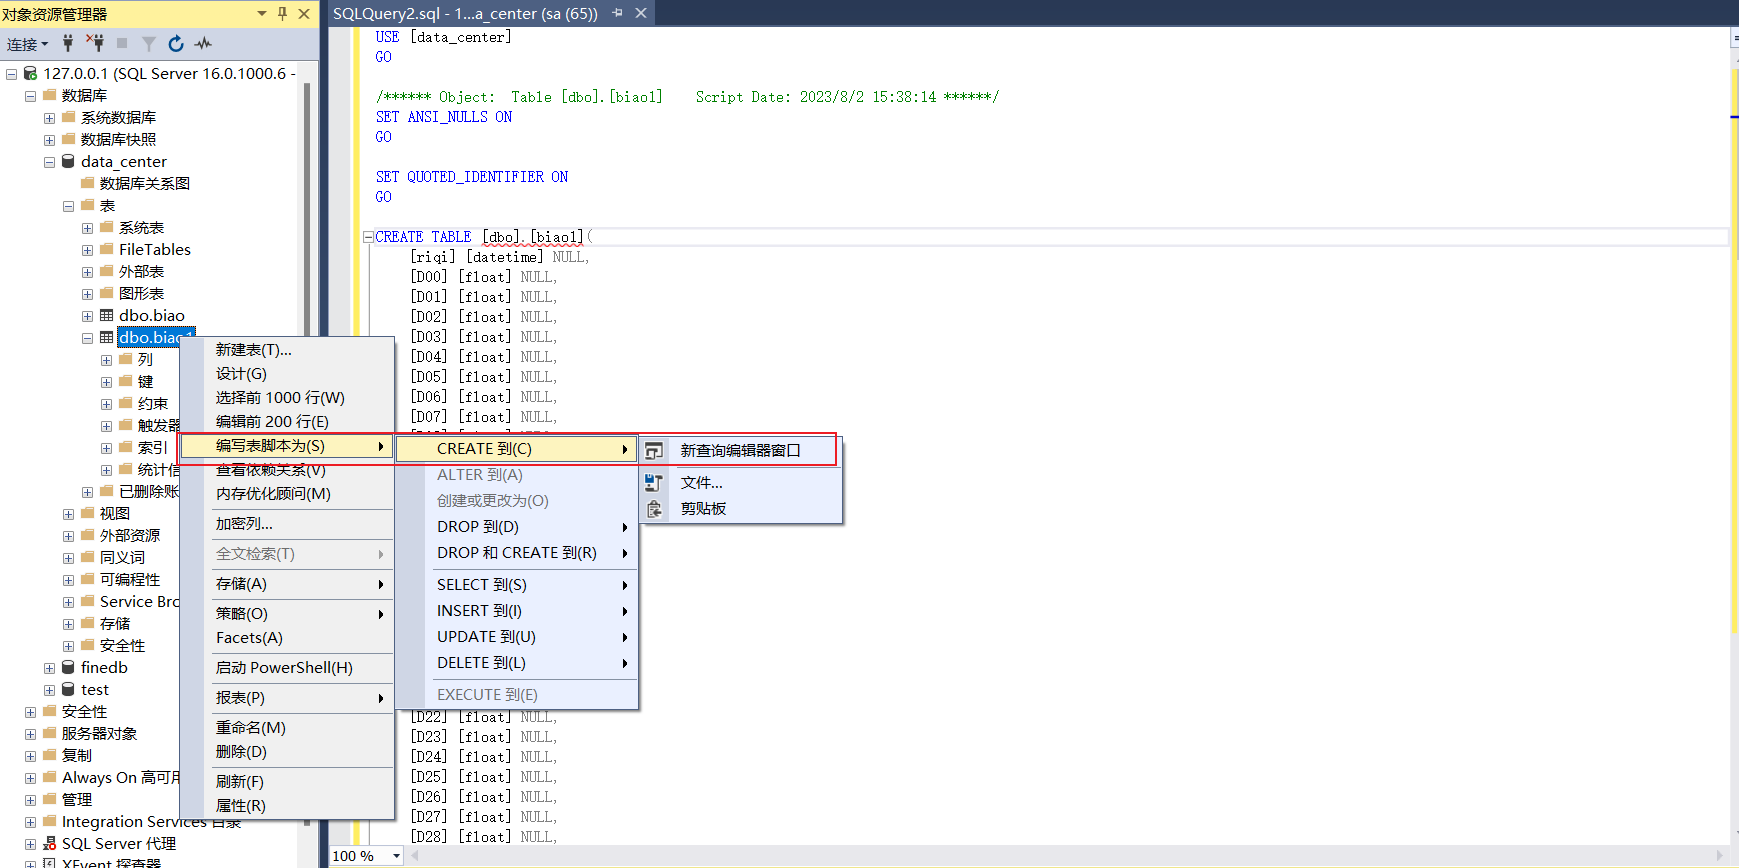 对象资源管理器
连接
127.0.0.1 (SQL Server 16.0.1000.6 -
数据库
系统数据库
数据库快照
data_center
数据库关系图
表
系统表
FileTables
外部表
图形表
dbo.biao
dbo.biao1
列
键
约束
触发器
索引
统计信
已删除账
视图
外部资源
同义词
可编程性
Service Brc
存储
安全性
finedb
test
安全性
服务器对象
复制
Always On 高可用
管理
Integration Services 目录
SQL Server 代理
XEvent 探查器
新建表(T)...
设计(G)
选择前 1000 行(W)
编辑前 200 行(E)
编写表脚本为(S)
查看依赖关系(V)
内存优化顾问(M)
加密列...
全文检索(T)
存储(A)
策略(O)
Facets(A)
启动 PowerShell(H)
报表(P)
重命名(M)
删除(D)
刷新(F)
属性(R)
CREATE 到(C)
ALTER 到(A)
创建或更改为(O)
DROP 到(D)
DROP 和 CREATE 到(R)
SELECT 到(S)
INSERT 到(I)
UPDATE 到(U)
DELETE 到(L)
EXECUTE 到(E)
新查询编辑器窗口
文件...
剪贴板
SQLQuery2.sql - 1...a_center (sa (65))
USE [data_center]
GO
/****** Object:  Table [dbo].[biao1]    Script Date: 2023/8/2 15:38:14 ******/
SET ANSI_NULLS ON
GO
SET QUOTED_IDENTIFIER ON
GO
CREATE TABLE [dbo].[biao1](
[riqi] [datetime] NULL,
[D00] [float] NULL,
[D01] [float] NULL,
[D02] [float] NULL,
[D03] [float] NULL,
[D04] [float] NULL,
[D05] [float] NULL,
[D06] [float] NULL,
[D07] [float] NULL,
[D22] [float] NULL,
[D23] [float] NULL,
[D24] [float] NULL,
[D25] [float] NULL,
[D26] [float] NULL,
[D27] [float] NULL,
[D28] [float] NULL,
100 %